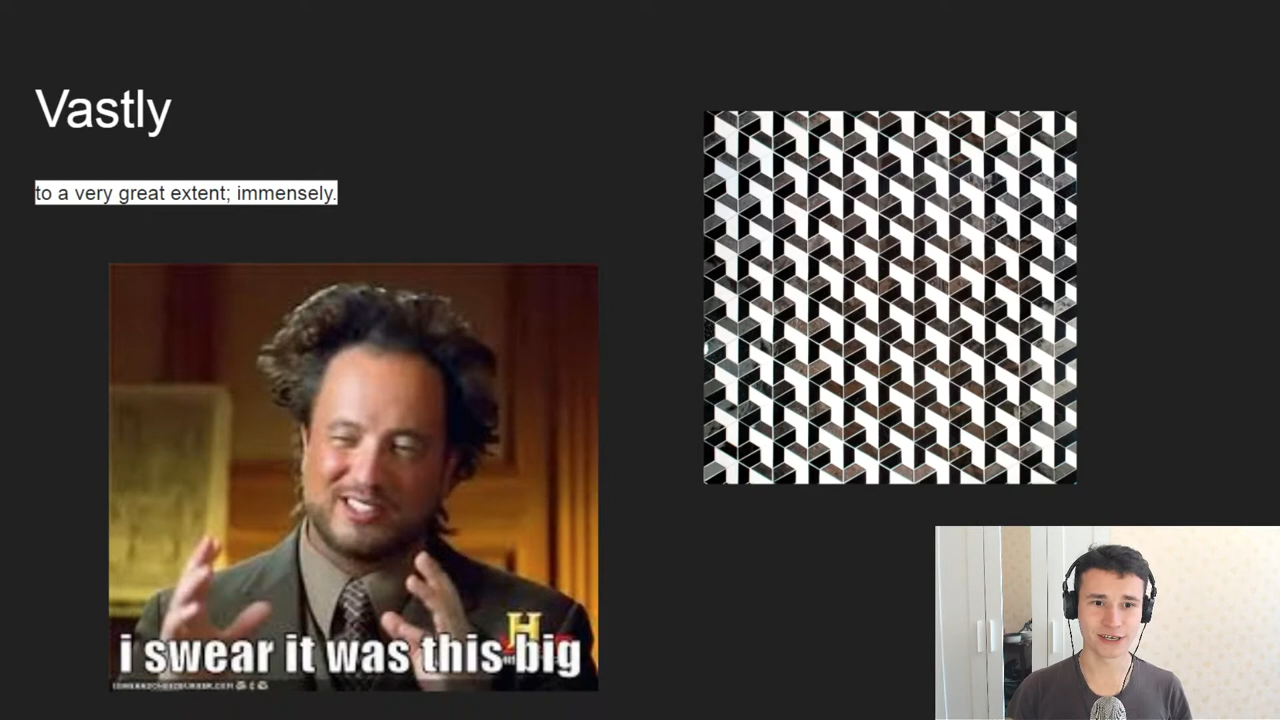 Vastly
to a very great extent; immensely.
H
i swear it was this big